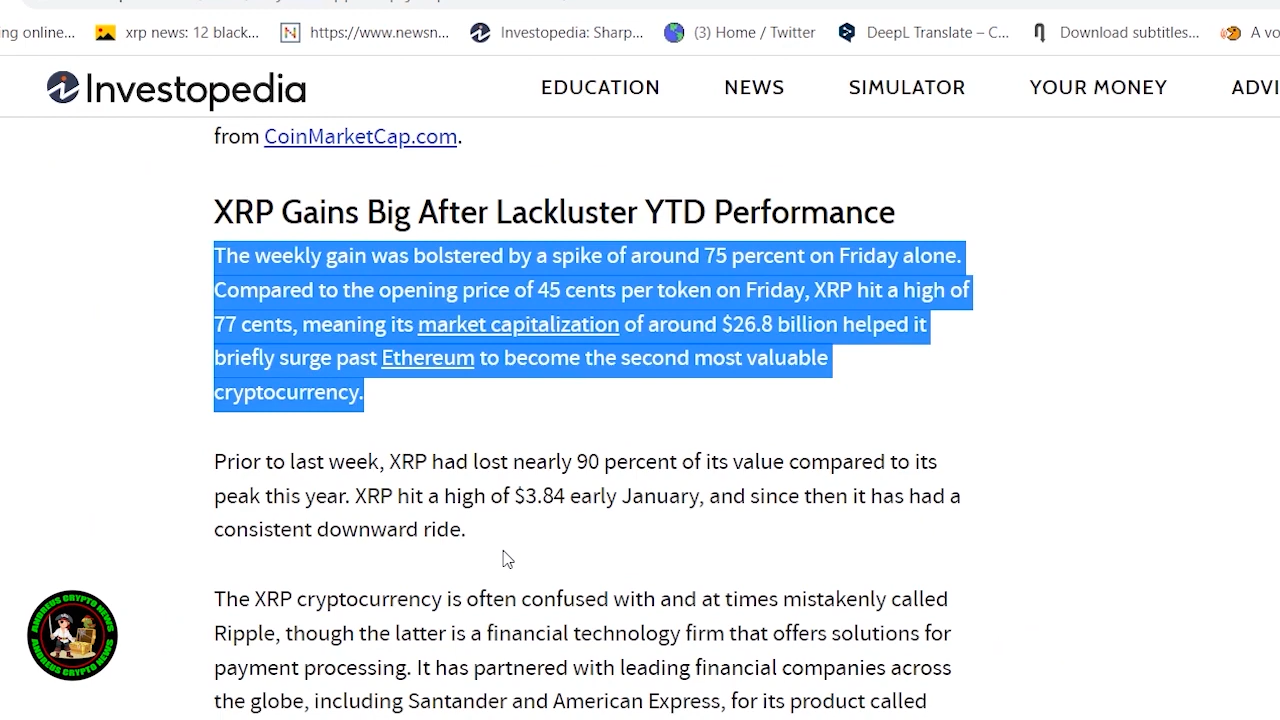 ing online...
xrp news: 12 black...
https://www.newsn...
Investopedia: Sharp...
(3) Home / Twitter
DeepL Translate – C...
Download subtitles...
A vo
Investopedia
EDUCATION
NEWS
SIMULATOR
YOUR MONEY
ADVI
from CoinMarketCap.com.
XRP Gains Big After Lackluster YTD Performance
The weekly gain was bolstered by a spike of around 75 percent on Friday alone.
Compared to the opening price of 45 cents per token on Friday, XRP hit a high of
77 cents, meaning its market capitalization of around $26.8 billion helped it
briefly surge past Ethereum to become the second most valuable
cryptocurrency.
Prior to last week, XRP had lost nearly 90 percent of its value compared to its
peak this year. XRP hit a high of $3.84 early January, and since then it has had a
consistent downward ride.
The XRP cryptocurrency is often confused with and at times mistakenly called
Ripple, though the latter is a financial technology firm that offers solutions for
payment processing. It has partnered with leading financial companies across
the globe, including Santander and American Express, for its product called
ANDREUS CRYPTO NEWS
ANDREUS CRYPTO NEWS